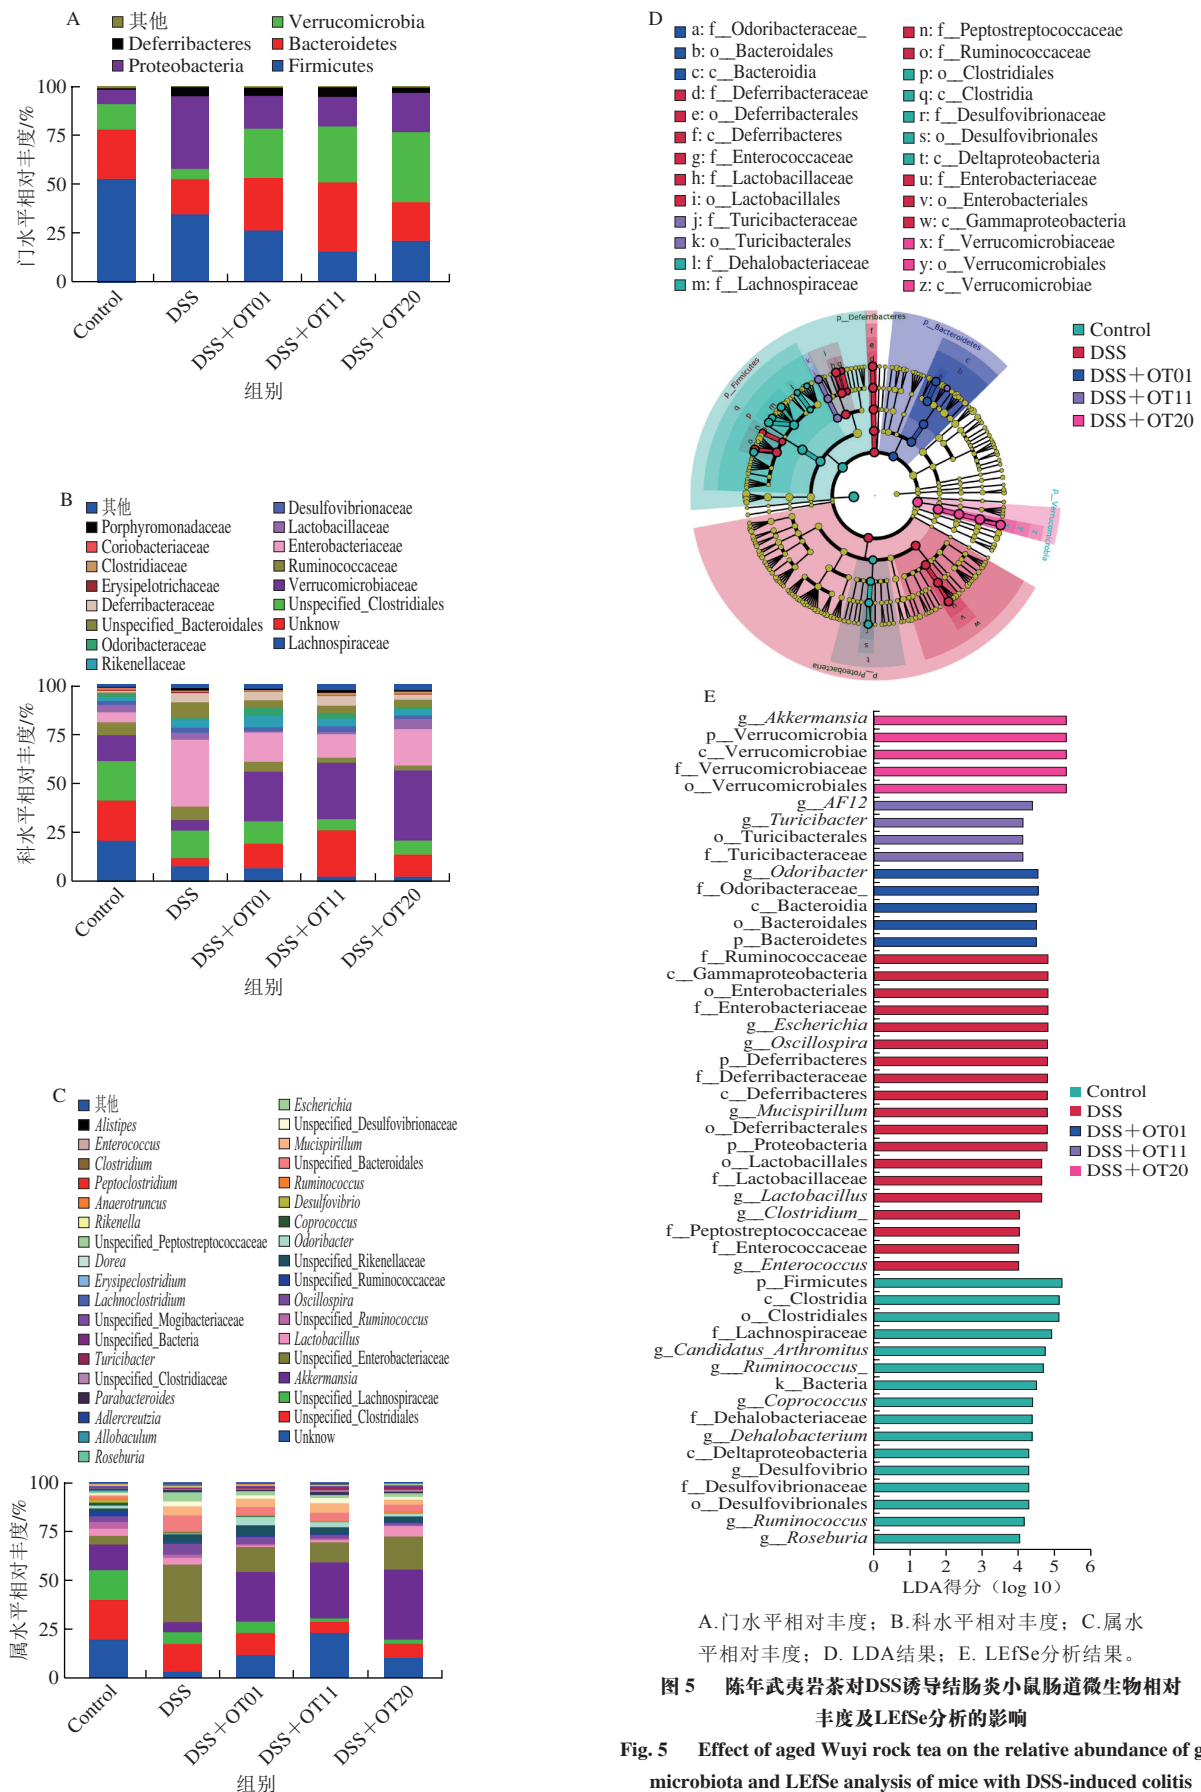 A
其他
Verrucomicrobia
Deferribacteres
Bacteroidetes
Proteobacteria
Firmicutes
门水平相对丰度/%
100
75
50
25
0
Control
DSS
DSS+OT01
DSS+OT11
DSS+OT20
组别
B
其他
Porphyromonadaceae
Coriobacteriaceae
Clostridiaceae
Erysipelotrichaceae
Deferribacteraceae
Unspecified_Bacteroidales
Odoribacteraceae
Rikenellaceae
Desulfovibrionaceae
Lactobacillaceae
Enterobacteriaceae
Ruminococcaceae
Verrucomicrobiaceae
Unspecified_Clostridiales
Unknow
Lachnospiraceae
科水平相对丰度/%
100
75
50
25
0
Control
DSS
DSS+OT01
DSS+OT11
DSS+OT20
组别
C
其他
Alistipes
Enterococcus
Clostridium
Peptoclostridium
Anaerotruncus
Rikenella
Unspecified_Peptostreptococcaceae
Dorea
Erysipeclostridium
Lachnoclostridium
Unspecified_Mogibacteriaceae
Unspecified_Bacteria
Turicibacter
Unspecified_Clostridiaceae
Parabacteroides
Adlercreutzia
Allobaculum
Roseburia
Escherichia
Unspecified_Desulfovibrionaceae
Mucispirillum
Unspecified_Bacteroidales
Ruminococcus
Desulfovibrio
Coprococcus
Odoribacter
Unspecified_Rikenellaceae
Unspecified_Ruminococcaceae
Oscillospira
Unspecified_Ruminococcus
Lactobacillus
Unspecified_Enterobacteriaceae
Akkermansia
Unspecified_Lachnospiraceae
Unspecified_Clostridiales
Unknow
属水平相对丰度/%
100
75
50
25
0
Control
DSS
DSS+OT01
DSS+OT11
DSS+OT20
组别
D
a: f__Odoribacteraceae_
b: o__Bacteroidales
c: c__Bacteroidia
d: f__Deferribacteraceae
e: o__Deferribacterales
f: c__Deferribacteres
g: f__Enterococcaceae
h: f__Lactobacillaceae
i: o__Lactobacillales
j: f__Turicibacteraceae
k: o__Turicibacterales
l: f__Dehalobacteriaceae
m: f__Lachnospiraceae
n: f__Peptostreptococcaceae
o: f__Ruminococcaceae
p: o__Clostridiales
q: c__Clostridia
r: f__Desulfovibrionaceae
s: o__Desulfovibrionales
t: c__Deltaproteobacteria
u: f__Enterobacteriaceae
v: o__Enterobacteriales
w: c__Gammaproteobacteria
x: f__Verrucomicrobiaceae
y: o__Verrucomicrobiales
z: c__Verrucomicrobiae
p__Deferribacteres
p__Bacteroidetes
p__Firmicutes
p__Verrucomicrobia
p__Proteobacteria
Control
DSS
DSS+OT01
DSS+OT11
DSS+OT20
E
g__Akkermansia
p__Verrucomicrobia
c__Verrucomicrobiae
f__Verrucomicrobiaceae
o__Verrucomicrobiales
g__AF12
g__Turicibacter
o__Turicibacterales
f__Turicibacteraceae
g__Odoribacter
f__Odoribacteraceae_
c__Bacteroidia
o__Bacteroidales
p__Bacteroidetes
f__Ruminococcaceae
c__Gammaproteobacteria
o__Enterobacteriales
f__Enterobacteriaceae
g__Escherichia
g__Oscillospira
p__Deferribacteres
f__Deferribacteraceae
c__Deferribacteres
g__Mucispirillum
o__Deferribacterales
p__Proteobacteria
o__Lactobacillales
f__Lactobacillaceae
g__Lactobacillus
g__Clostridium_
f__Peptostreptococcaceae
f__Enterococcaceae
g__Enterococcus
p__Firmicutes
c__Clostridia
o__Clostridiales
f__Lachnospiraceae
g_Candidatus_Arthromitus
g__Ruminococcus_
k__Bacteria
g__Coprococcus
f__Dehalobacteriaceae
g__Dehalobacterium
c__Deltaproteobacteria
g__Desulfovibrio
f__Desulfovibrionaceae
o__Desulfovibrionales
g__Ruminococcus
g__Roseburia
0 1 2 3 4 5 6
LDA得分（log 10）
Control
DSS
DSS+OT01
DSS+OT11
DSS+OT20
A.门水平相对丰度；B.科水平相对丰度；C.属水
平相对丰度；D. LDA结果；E. LEfSe分析结果。
图 5 陈年武夷岩茶对DSS诱导结肠炎小鼠肠道微生物相对
丰度及LEfSe分析的影响
Fig. 5 Effect of aged Wuyi rock tea on the relative abundance of g
microbiota and LEfSe analysis of mice with DSS-induced colitis